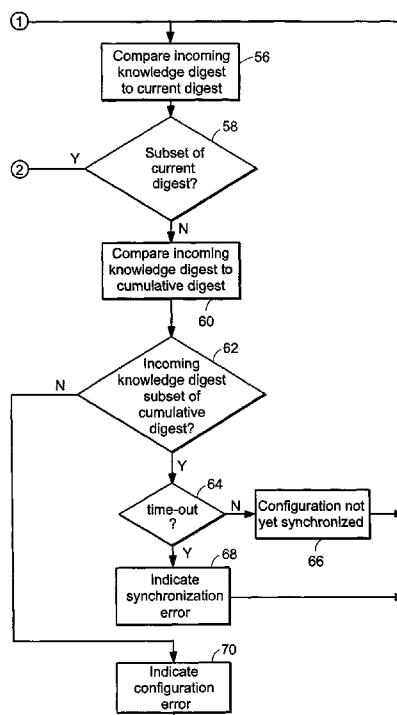 1
Compare incoming
knowledge digest
to current digest
56
58
Subset of
current
digest?
Y
2
N
Compare incoming
knowledge digest to
cumulative digest
60
62
Incoming
knowledge digest
subset of
cumulative
digest?
N
Y
64
time-out
?
N
Configuration not
yet synchronized
66
Y
68
Indicate
synchronization
error
70
Indicate
configuration
error